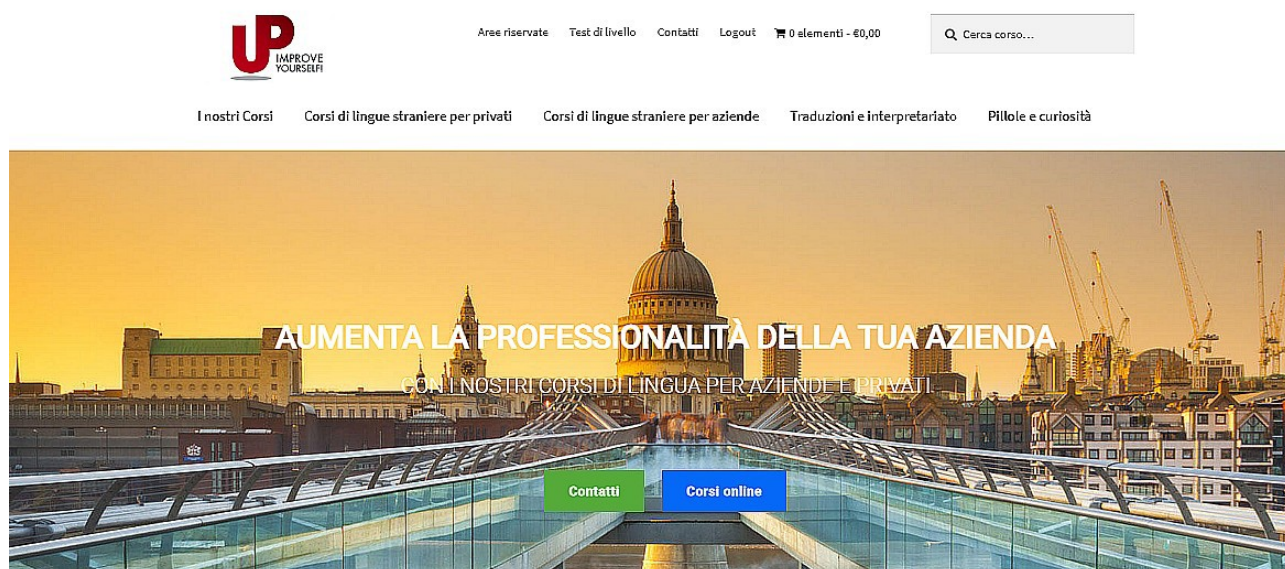 UP
IMPROVE
YOURSELF!
Aree riservate Test di livello Contatti Logout 0 elementi - €0,00 Cerca corso...
I nostri Corsi Corsi di lingue straniere per privati Corsi di lingue straniere per aziende Traduzioni e interpretariato Pillole e curiosità
AUMENTA LA PROFESSIONALITÀ DELLA TUA AZIENDA
CON I NOSTRI CORSI DI LINGUA PER AZIENDE E PRIVATI
Contatti Corsi online